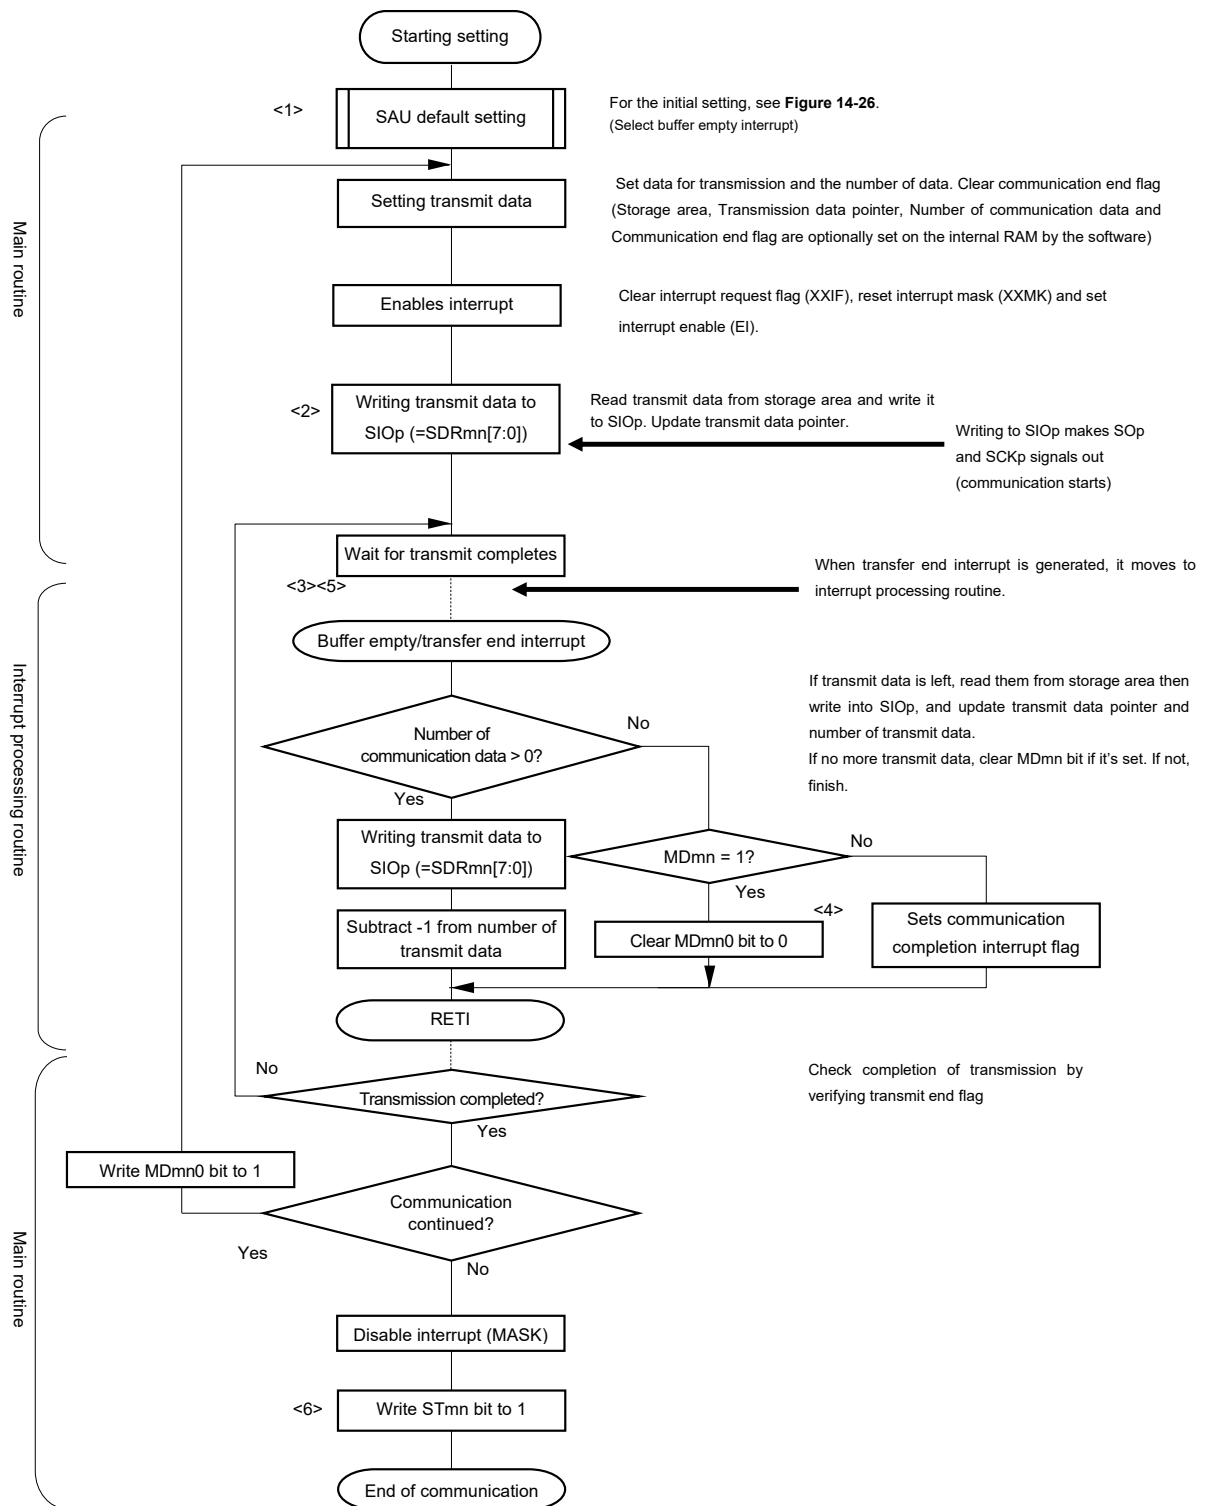 Starting setting
<1>
SAU default setting
For the initial setting, see Figure 14-26.
(Select buffer empty interrupt)
Main routine
Setting transmit data
Set data for transmission and the number of data. Clear communication end flag
(Storage area, Transmission data pointer, Number of communication data and
Communication end flag are optionally set on the internal RAM by the software)
Enables interrupt
Clear interrupt request flag (XXIF), reset interrupt mask (XXMK) and set
interrupt enable (EI).
<2>
Writing transmit data to
SIOp (=SDRmn[7:0])
Read transmit data from storage area and write it
to SIOp. Update transmit data pointer.
Writing to SIOp makes SOp
and SCKp signals out
(communication starts)
Wait for transmit completes
<3><5>
When transfer end interrupt is generated, it moves to
interrupt processing routine.
Interrupt processing routine
Buffer empty/transfer end interrupt
Number of
communication data > 0?
No
Yes
If transmit data is left, read them from storage area then
write into SIOp, and update transmit data pointer and
number of transmit data.
If no more transmit data, clear MDmn bit if it's set. If not,
finish.
Writing transmit data to
SIOp (=SDRmn[7:0])
MDmn = 1?
No
Yes
<4>
Subtract -1 from number of
transmit data
Clear MDmn0 bit to 0
Sets communication
completion interrupt flag
RETI
No
Transmission completed?
Yes
Check completion of transmission by
verifying transmit end flag
Main routine
Write MDmn0 bit to 1
Communication
continued?
Yes
No
Disable interrupt (MASK)
<6>
Write STmn bit to 1
End of communication